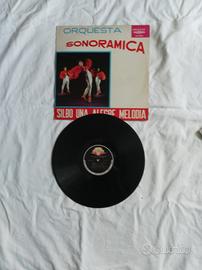 ORQUESTA
SONORAMICA
SILBO UNA ALEGRE MELODIA